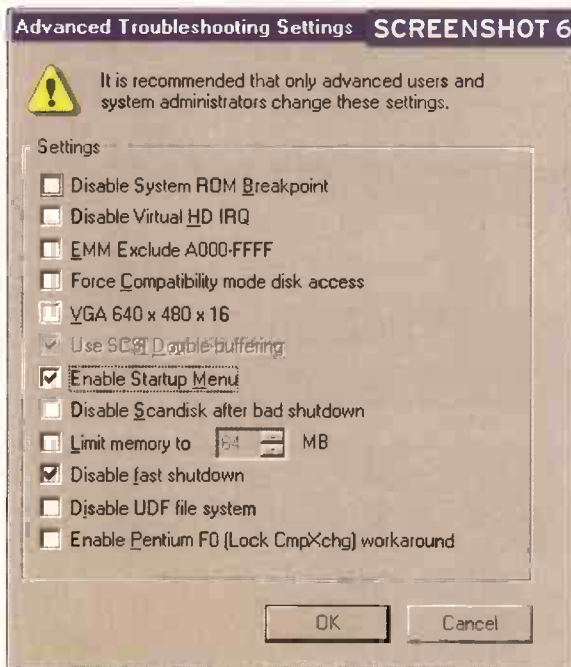 Advanced Troubleshooting Settings SCREENSHOT 6
It is recommended that only advanced users and
system administrators change these settings.
Settings
Disable System ROM Breakpoint
Disable Virtual HD IRQ
EMM Exclude A000-FFFF
Force Compatibility mode disk access
VGA 640 x 480 x 16
Use SCSI Double-buffering
Enable Startup Menu
Disable Scandisk after bad shutdown
Limit memory to 64 MB
Disable fast shutdown
Disable UDF file system
Enable Pentium F0 (Lock CmpXchg) workaround
OK Cancel